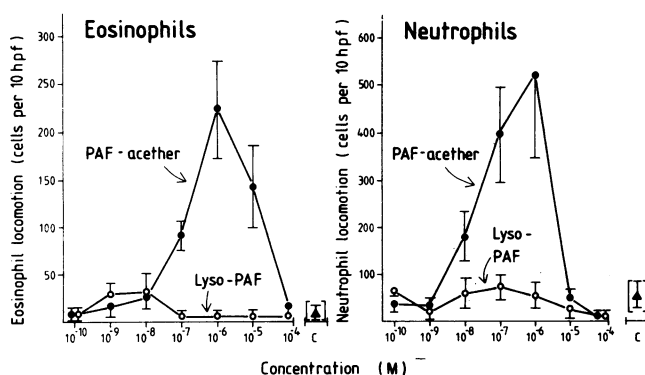 Eosinophils
Eosinophil locomotion (cells per 10 hpf)
300
250
200
150
100
50
PAF - acether
Lyso-PAF
10⁻¹⁰ 10⁻⁹ 10⁻⁸ 10⁻⁷ 10⁻⁶ 10⁻⁵ 10⁻⁴ C
Neutrophils
Neutrophil locomotion (cells per 10 hpf)
600
500
400
300
200
100
PAF-acether
Lyso -
PAF
10⁻¹⁰ 10⁻⁹ 10⁻⁸ 10⁻⁷ 10⁻⁶ 10⁻⁵ 10⁻⁴ C
Concentration (M)